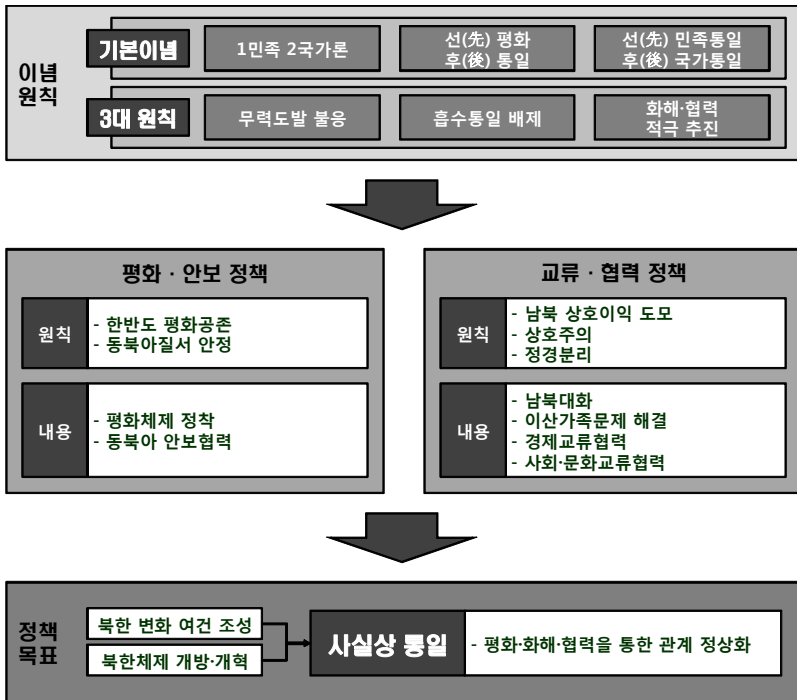 이념
원칙
기본이념
1민족 2국가론
선(先) 평화
후(後) 통일
선(先) 민족통일
후(後) 국가통일
3대 원칙
무력도발 불응
흡수통일 배제
화해·협력
적극 추진
평화 · 안보 정책
원칙
- 한반도 평화공존
- 동북아질서 안정
내용
- 평화체제 정착
- 동북아 안보협력
교류 · 협력 정책
원칙
- 남북 상호이익 도모
- 상호주의
- 정경분리
내용
- 남북대화
- 이산가족문제 해결
- 경제교류협력
- 사회·문화교류협력
정책
목표
북한 변화 여건 조성
북한체제 개방·개혁
사실상 통일
- 평화·화해·협력을 통한 관계 정상화